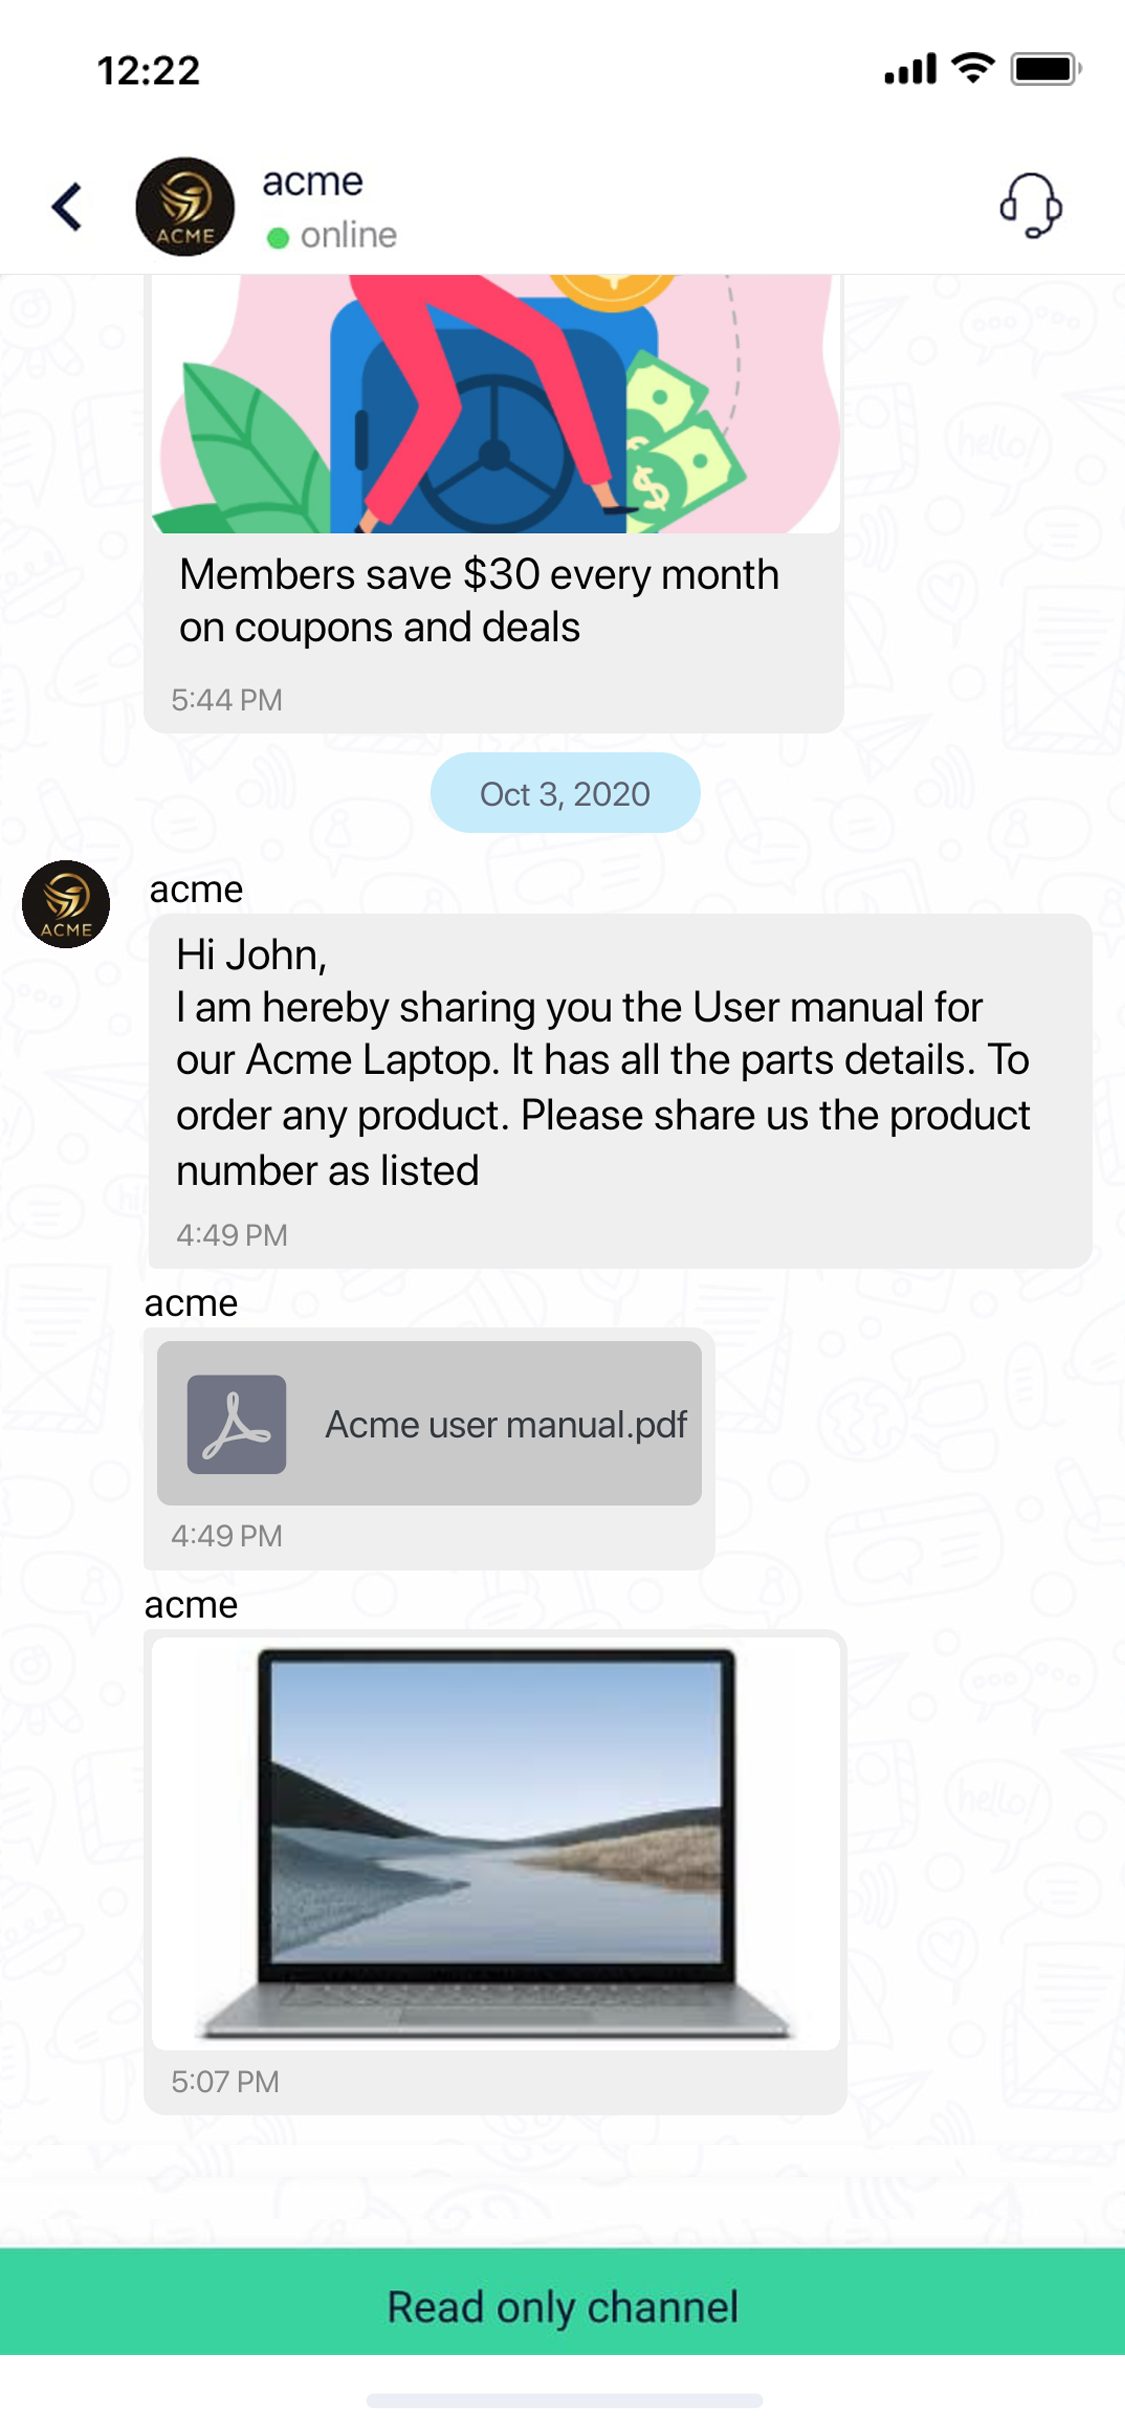 12:22
ACME
acme
online
Members save $30 every month
on coupons and deals
5:44 PM
Oct 3, 2020
ACME
acme
Hi John,
I am hereby sharing you the User manual for
our Acme Laptop. It has all the parts details. To
order any product. Please share us the product
number as listed
4:49 PM
acme
Acme user manual.pdf
4:49 PM
acme
5:07 PM
Read only channel
hello!
hello!